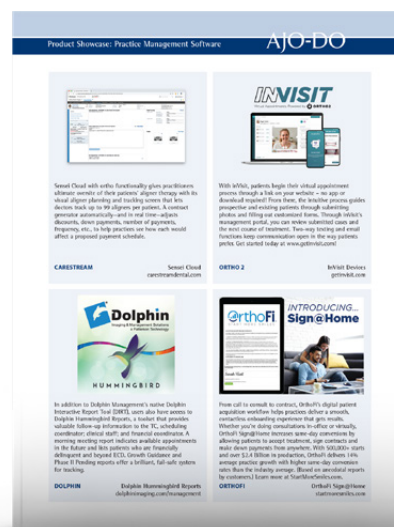 Product Showcase: Practice Management Software
AJO-DO
Sensei Cloud with ortho functionality gives practitioners
ultimate oversite of their patients' aligner therapy with its
visual aligner planning and tracking screen that lets
doctors track up to 99 aligners per patient. A contract
generator automatically—and in real time—adjusts
discounts, down payments, number of payments,
frequency, etc., to help practices on how each would
affect a proposed payment schedule.
CARESTREAM
Sensei Cloud
carestreamdental.com
INVISIT
Virtual Appointments Powered by ORTHO2
With inVisit, patients begin their virtual appointment
process through a link on your website – no app or
download required! From there, the intuitive process guides
prospective and existing patients through submitting
photos and filling out customized forms. Through inVisit's
management portal, you can review submitted cases and
the next course of treatment. Two-way texting and email
functions keep communication open in the way patients
prefer. Get started today at www.getinvisit.com!
ORTHO 2
InVisit Devices
getinvisit.com
Dolphin
Imaging & Management Solutions
HUMMINGBIRD
In addition to Dolphin Management's native Dolphin
Interactive Report Tool (DIRT), users also have access to
Dolphin Hummingbird Reports, a toolset that provides
valuable follow-up information to the TC, scheduling
coordinator, clinical staff, and financial coordinator. A
morning meeting report indicates available appointments
in the future and lists patients who are financially
delinquent and beyond ECD. Growth Guidance and
Phase II Pending reports offer a brilliant, fail-safe system
for tracking.
DOLPHIN
Dolphin Hummingbird Reports
dolphinimaging.com/management
OrthoFi
INTRODUCING...
Sign@Home
From call to consult to contract, OrthoFi's digital patient
acquisition workflow helps practices deliver a smooth,
contactless onboarding experience that gets results.
Whether you're doing consultations in-office or virtually,
OrthoFi Sign@Home increases same-day conversions by
allowing patients to accept treatment, sign contracts and
make down payments from anywhere. With 500,000+ starts
and over $2.4 Billion in production, OrthoFi delivers 14%
average practice growth with higher same-day conversion
rates than the industry average. (Based on anecdotal reports
by customers.) Learn more at StartMoreSmiles.com.
ORTHOFI
OrthoFi Sign@Home
startmoresmiles.com